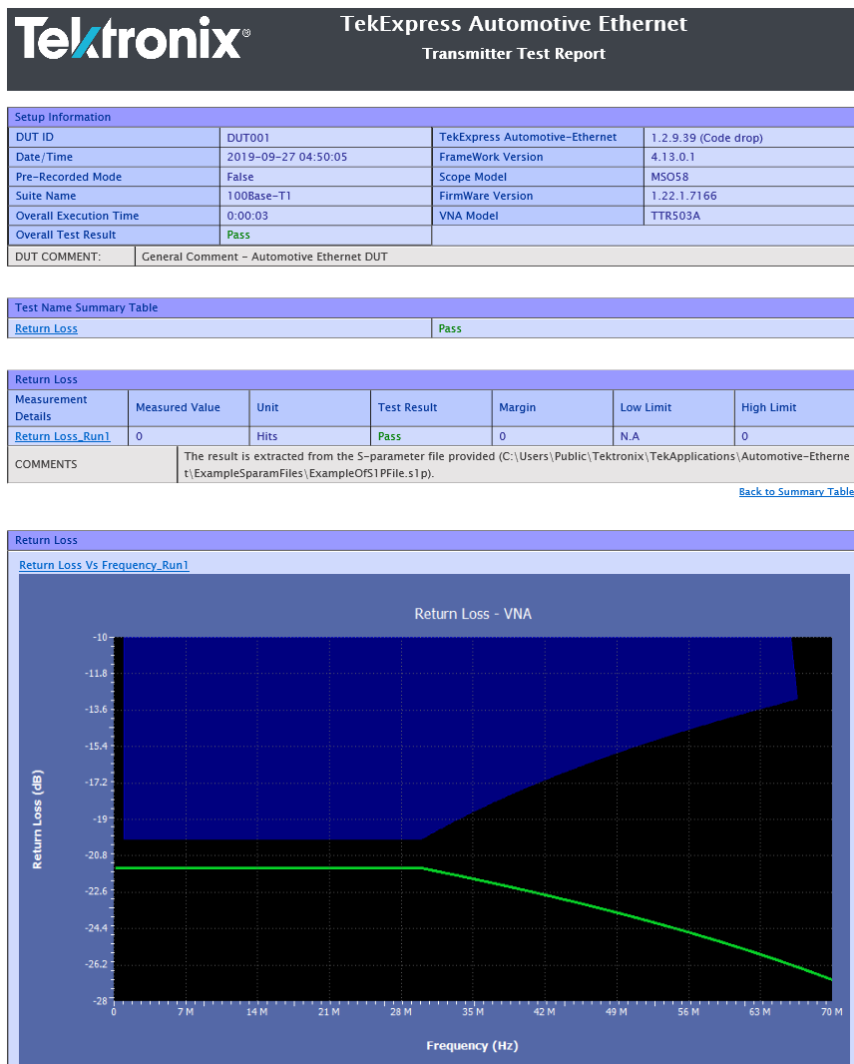 Tektronix®
TekExpress Automotive Ethernet
Transmitter Test Report
Setup Information
DUT ID DUT001 TekExpress Automotive-Ethernet 1.2.9.39 (Code drop)
Date/Time 2019-09-27 04:50:05 FrameWork Version 4.13.0.1
Pre-Recorded Mode False Scope Model MSO58
Suite Name 100Base-T1 FirmWare Version 1.22.1.7166
Overall Execution Time 0:00:03 VNA Model TTR503A
Overall Test Result Pass
DUT COMMENT: General Comment - Automotive Ethernet DUT
Test Name Summary Table
Return Loss Pass
Return Loss
Measurement Details Measured Value Unit Test Result Margin Low Limit High Limit
Return Loss_Run1 0 Hits Pass 0 N.A 0
COMMENTS The result is extracted from the S-parameter file provided (C:\Users\Public\Tektronix\TekApplications\Automotive-Etherne
t\ExampleSparamFiles\ExampleOfS1PFile.s1p).
Back to Summary Table
Return Loss
Return Loss Vs Frequency_Run1
Return Loss - VNA
Return Loss (dB)
-10
-11.8
-13.6
-15.4
-17.2
-19
-20.8
-22.6
-24.4
-26.2
-28
0 7 M 14 M 21 M 28 M 35 M 42 M 49 M 56 M 63 M 70 M
Frequency (Hz)